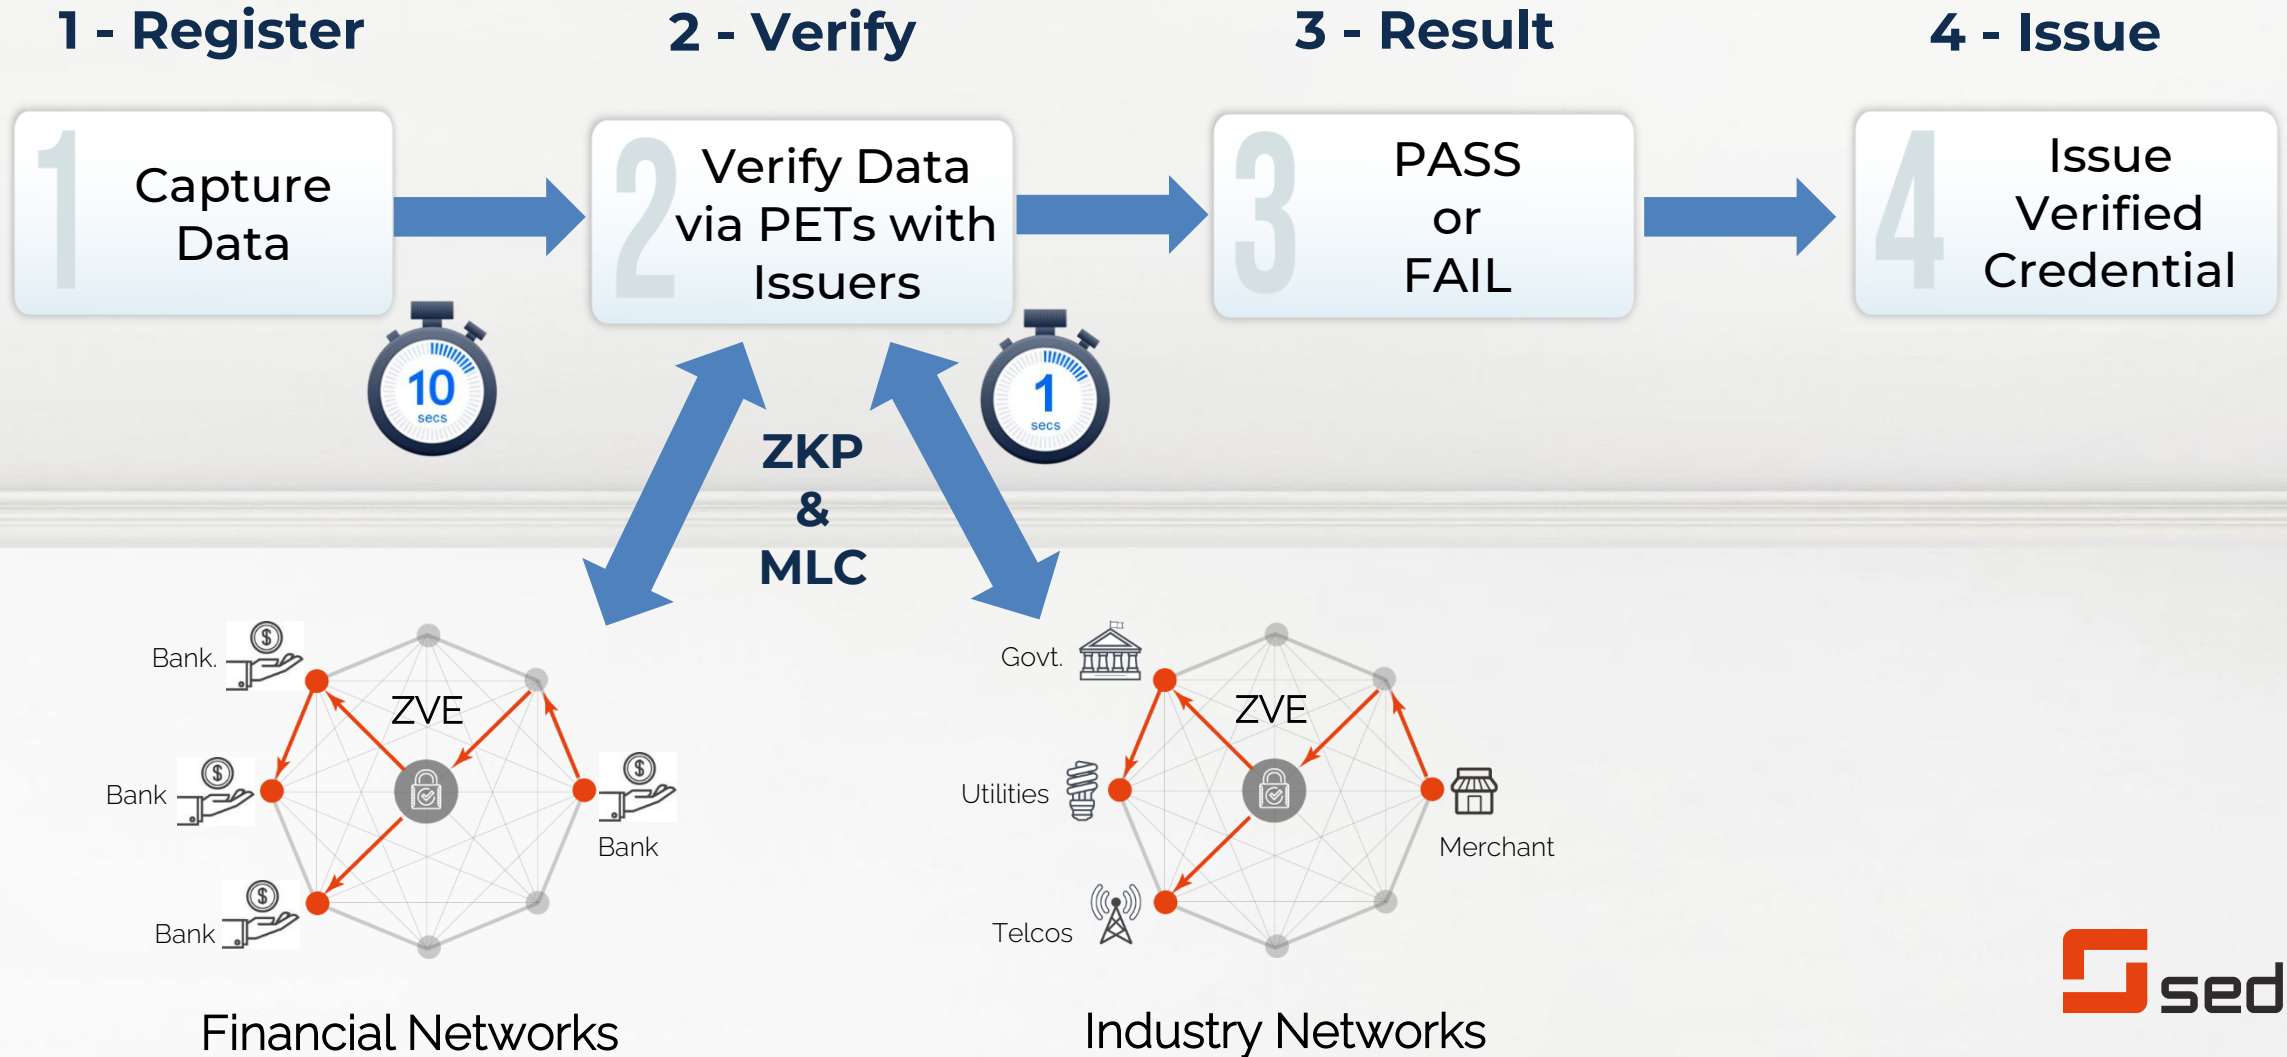 1 - Register
2 - Verify
3 - Result
4 - Issue
1
Capture
Data
2
Verify Data
via PETs with
Issuers
3
PASS
or
FAIL
4
Issue
Verified
Credential
10
secs
1
secs
ZKP
&
MLC
Bank.
ZVE
Bank
Bank
Bank
Financial Networks
Govt.
ZVE
Utilities
Merchant
Telcos
Industry Networks
sed